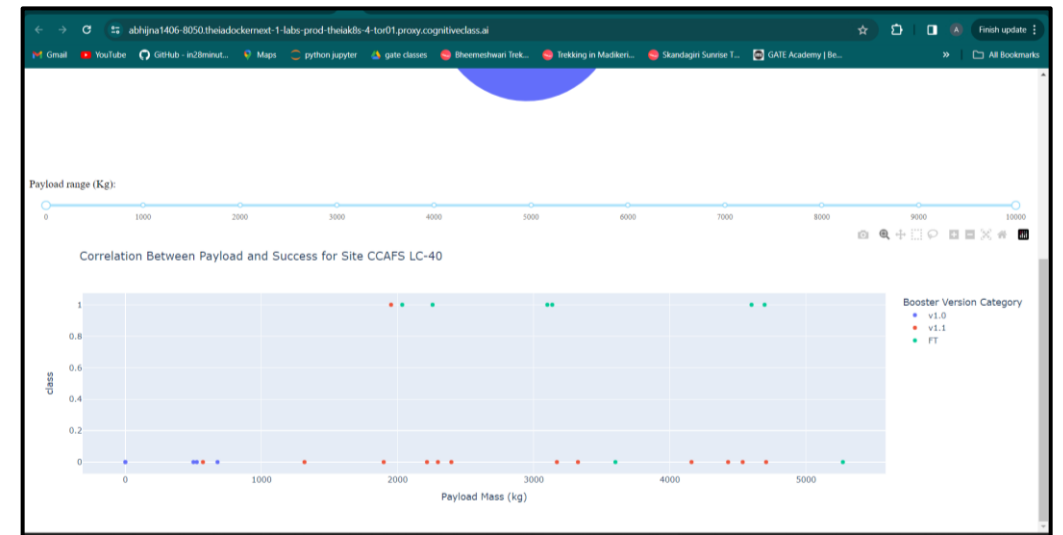 abhijna1406-8050.theiadockernext-1-labs-prod-theiak8s-4-tor01.proxy.cognitiveclass.ai
Finish update
Gmail YouTube GitHub - in28minut... Maps python jupyter gate classes Bheemeshwari Trek... Trekking in Madikeri... Skandagiri Sunrise T... GATE Academy | Be... » All Bookmarks
Payload range (Kg):
0 1000 2000 3000 4000 5000 6000 7000 8000 9000 10000
Correlation Between Payload and Success for Site CCAFS LC-40
Booster Version Category
v1.0
v1.1
FT
1
0.8
0.6
0.4
0.2
0
class
0 1000 2000 3000 4000 5000
Payload Mass (kg)